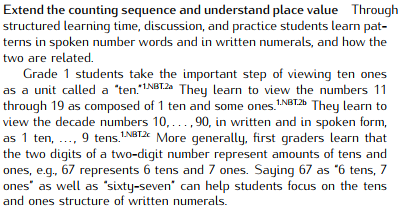 Extend the counting sequence and understand place value Through
structured learning time, discussion, and practice students learn pat-
terns in spoken number words and in written numerals, and how the
two are related.
Grade 1 students take the important step of viewing ten ones
as a unit called a “ten.”1.NBT.2a They learn to view the numbers 11
through 19 as composed of 1 ten and some ones.1.NBT.2b They learn to
view the decade numbers 10, . . . , 90, in written and in spoken form,
as 1 ten, . . . , 9 tens.1.NBT.2c More generally, first graders learn that
the two digits of a two-digit number represent amounts of tens and
ones, e.g., 67 represents 6 tens and 7 ones. Saying 67 as “6 tens, 7
ones” as well as “sixty-seven” can help students focus on the tens
and ones structure of written numerals.